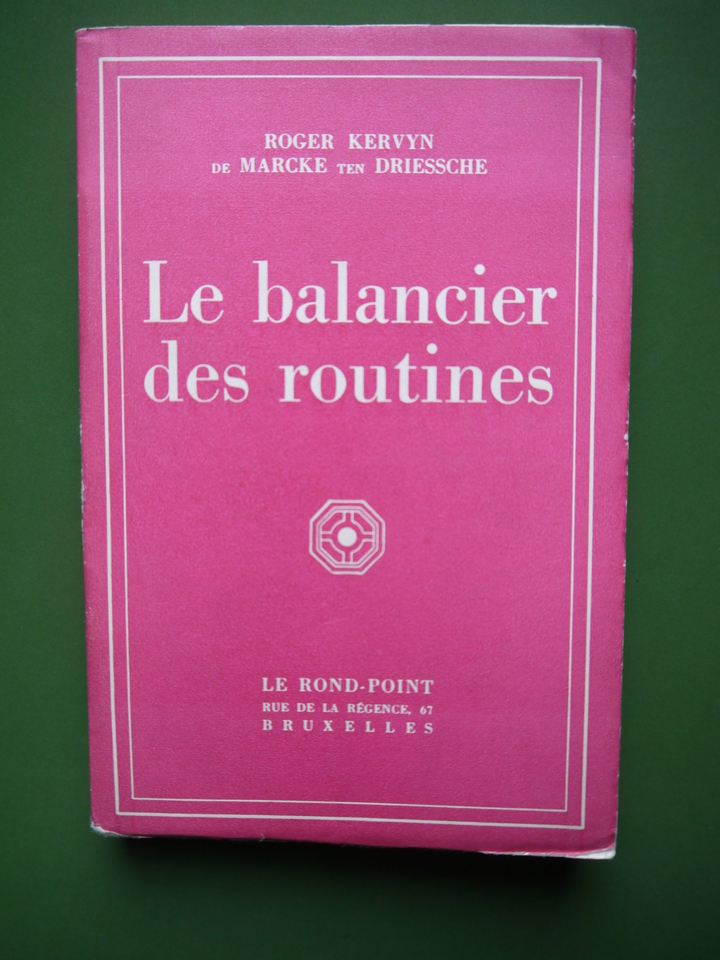 ROGER KERVYN
DE MARCKE TEN DRIESSCHE
Le balancier
des routines
LE ROND-POINT
RUE DE LA RÉGENCE, 67
BRUXELLES